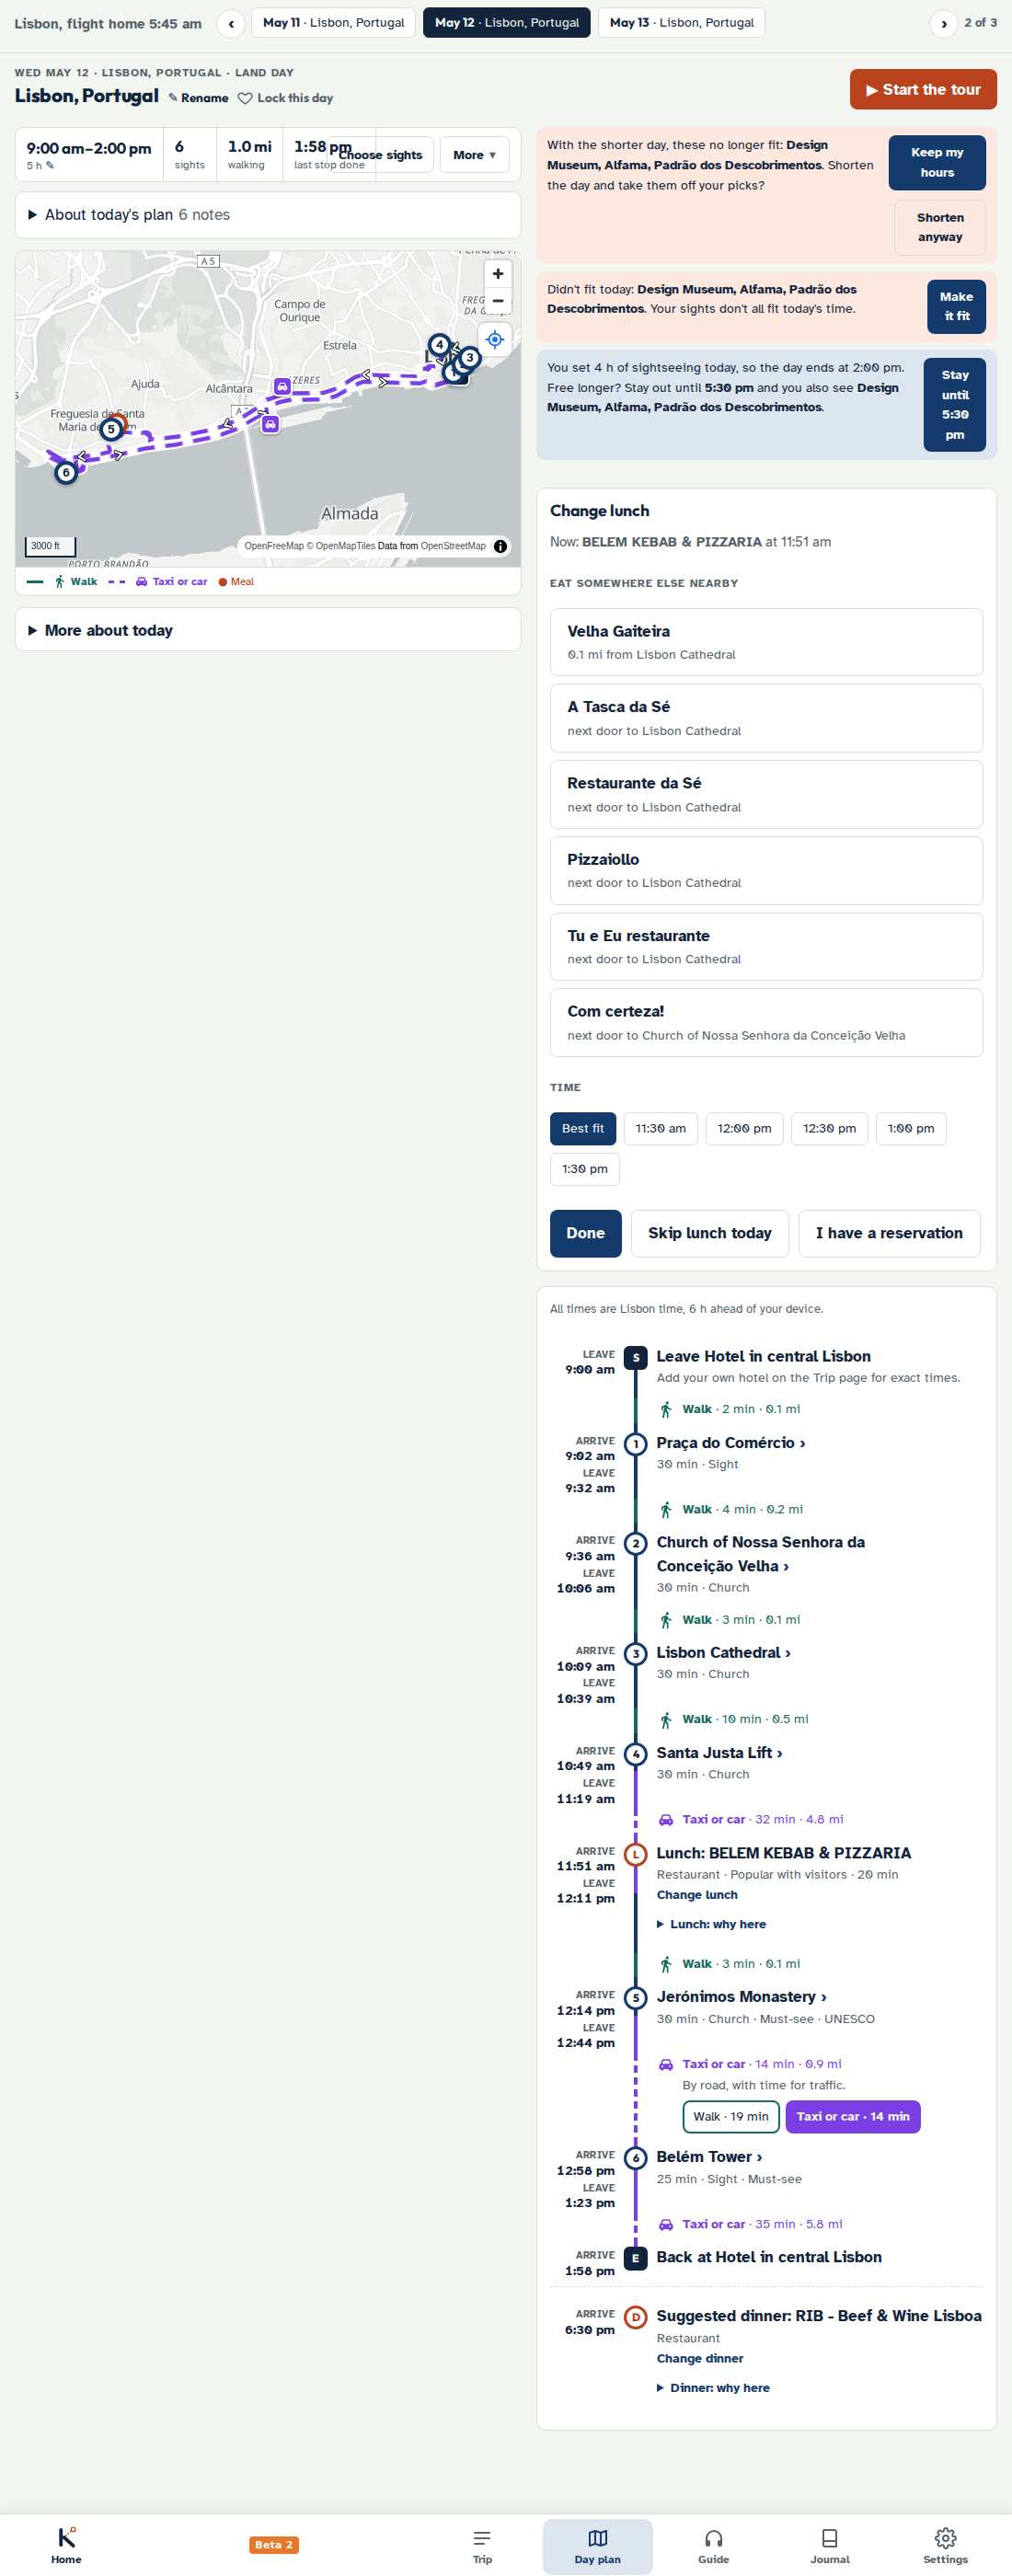 Lisbon, flight home 5:45 am
‹
May 11 · Lisbon, Portugal
May 12 · Lisbon, Portugal
May 13 · Lisbon, Portugal
›
2 of 3
WED MAY 12 · LISBON, PORTUGAL · LAND DAY
Lisbon, Portugal
✎ Rename
Lock this day
▶ Start the tour
9:00 am–2:00 pm
5 h ✎
6
sights
1.0 mi
walking
1:58 pm
last stop done
Choose sights
More ▼
▶ About today's plan 6 notes
A 5
Campo de
Ourique
Estrela
Ajuda
Alcântara
Freguesia de Santa
Almada
3000 ft
OpenFreeMap © OpenMapTiles Data from OpenStreetMap
PORTO BRANDÃO
+
−
4
3
5
6
Walk
Taxi or car
Meal
▶ More about today
With the shorter day, these no longer fit: Design
Museum, Alfama, Padrão dos Descobrimentos. Shorten
the day and take them off your picks?
Keep my
hours
Shorten
anyway
Didn't fit today: Design Museum, Alfama, Padrão dos
Descobrimentos. Your sights don't all fit today's time.
Make
it fit
You set 4 h of sightseeing today, so the day ends at 2:00 pm.
Free longer? Stay out until 5:30 pm and you also see Design
Museum, Alfama, Padrão dos Descobrimentos.
Stay
until
5:30
pm
Change lunch
Now: BELEM KEBAB & PIZZARIA at 11:51 am
EAT SOMEWHERE ELSE NEARBY
Velha Gaiteira
0.1 mi from Lisbon Cathedral
A Tasca da Sé
next door to Lisbon Cathedral
Restaurante da Sé
next door to Lisbon Cathedral
Pizzaiollo
next door to Lisbon Cathedral
Tu e Eu restaurante
next door to Lisbon Cathedral
Com certeza!
next door to Church of Nossa Senhora da Conceição Velha
TIME
Best fit
11:30 am
12:00 pm
12:30 pm
1:00 pm
1:30 pm
Done
Skip lunch today
I have a reservation
All times are Lisbon time, 6 h ahead of your device.
LEAVE
9:00 am
S
Leave Hotel in central Lisbon
Add your own hotel on the Trip page for exact times.
Walk · 2 min · 0.1 mi
ARRIVE
9:02 am
LEAVE
9:32 am
1
Praça do Comércio ›
30 min · Sight
Walk · 4 min · 0.2 mi
ARRIVE
9:36 am
LEAVE
10:06 am
2
Church of Nossa Senhora da
Conceição Velha ›
30 min · Church
Walk · 3 min · 0.1 mi
ARRIVE
10:09 am
LEAVE
10:39 am
3
Lisbon Cathedral ›
30 min · Church
Walk · 10 min · 0.5 mi
ARRIVE
10:49 am
LEAVE
11:19 am
4
Santa Justa Lift ›
30 min · Church
Taxi or car · 32 min · 4.8 mi
ARRIVE
11:51 am
LEAVE
12:11 pm
L
Lunch: BELEM KEBAB & PIZZARIA
Restaurant · Popular with visitors · 20 min
Change lunch
▶ Lunch: why here
Walk · 3 min · 0.1 mi
ARRIVE
12:14 pm
LEAVE
12:44 pm
5
Jerónimos Monastery ›
30 min · Church · Must-see · UNESCO
Taxi or car · 14 min · 0.9 mi
By road, with time for traffic.
Walk · 19 min
Taxi or car · 14 min
ARRIVE
12:58 pm
LEAVE
1:23 pm
6
Belém Tower ›
25 min · Sight · Must-see
Taxi or car · 35 min · 5.8 mi
ARRIVE
1:58 pm
E
Back at Hotel in central Lisbon
ARRIVE
6:30 pm
D
Suggested dinner: RIB - Beef & Wine Lisboa
Restaurant
Change dinner
▶ Dinner: why here
Home
Beta 2
Trip
Day plan
Guide
Journal
Settings